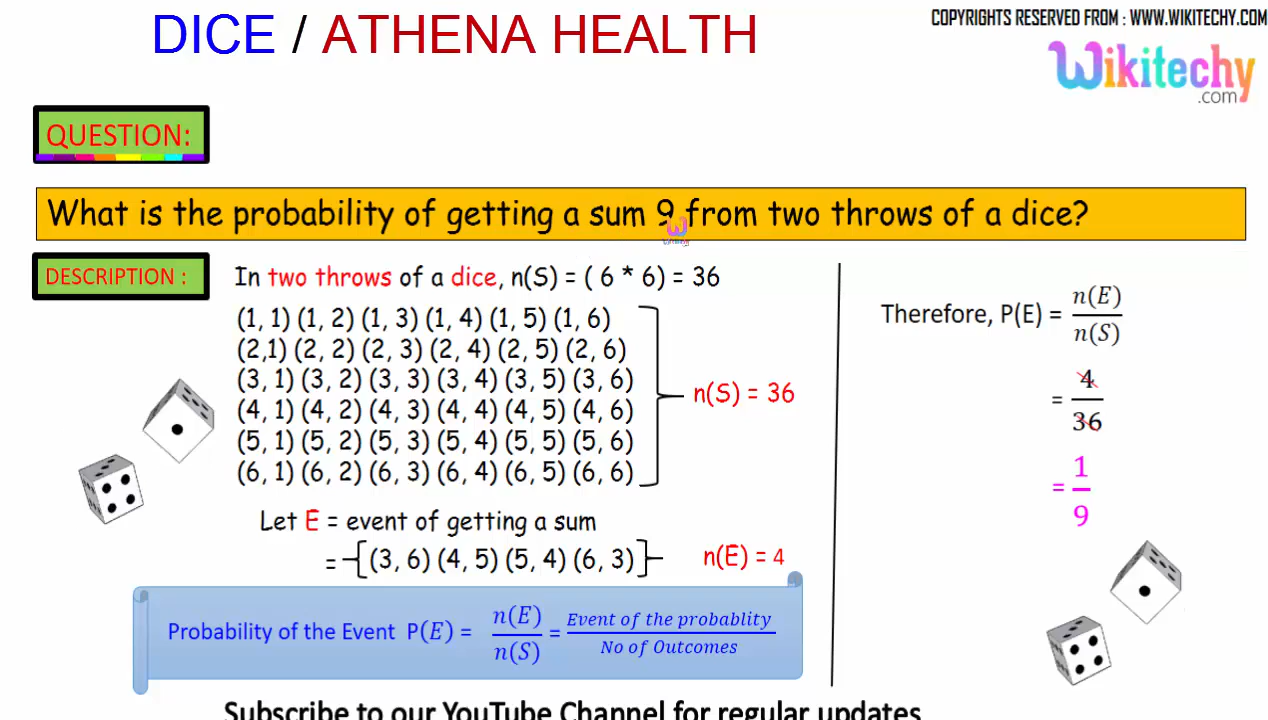 DICE / ATHENA HEALTH
COPYRIGHTS RESERVED FROM : WWW.WIKITECHY.COM
Wikitechy
.com
QUESTION:
What is the probability of getting a sum 9 from two throws of a dice?
DESCRIPTION :
In two throws of a dice, n(S) = ( 6 * 6) = 36
(1, 1) (1, 2) (1, 3) (1, 4) (1, 5) (1, 6)
(2,1) (2, 2) (2, 3) (2, 4) (2, 5) (2, 6)
(3, 1) (3, 2) (3, 3) (3, 4) (3, 5) (3, 6)
(4, 1) (4, 2) (4, 3) (4, 4) (4, 5) (4, 6)
(5, 1) (5, 2) (5, 3) (5, 4) (5, 5) (5, 6)
(6, 1) (6, 2) (6, 3) (6, 4) (6, 5) (6, 6)
n(S) = 36
Let E = event of getting a sum
= {(3, 6) (4, 5) (5, 4) (6, 3)}
n(E) = 4
Probability of the Event P(E) = n(E)/n(S) = Event of the probablity/No of Outcomes
Therefore, P(E) = n(E)/n(S)
= 4/36
= 1/9
Subscribe to our YouTube Channel for regular updates